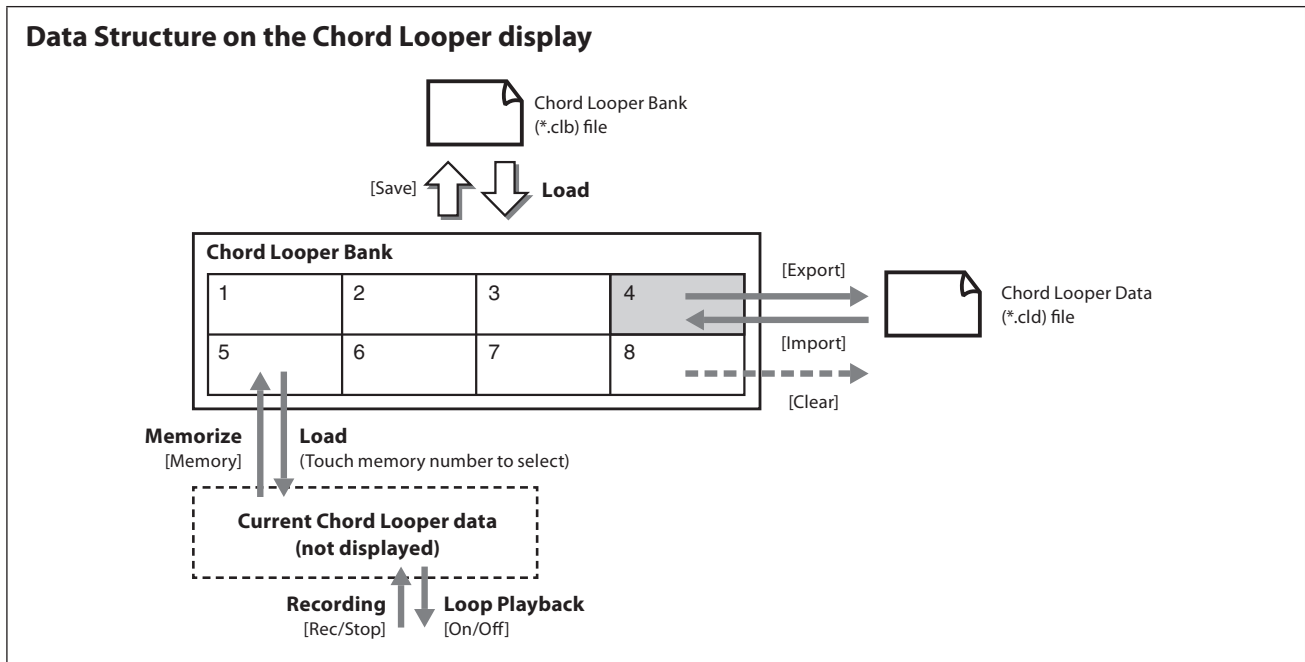 Data Structure on the Chord Looper display
Chord Looper Bank
(*.clb) file
[Save]
Load
Chord Looper Bank
1
2
3
4
5
6
7
8
[Export]
[Import]
[Clear]
Chord Looper Data
(*.cld) file
Memorize
[Memory]
Load
(Touch memory number to select)
Current Chord Looper data
(not displayed)
Recording
[Rec/Stop]
Loop Playback
[On/Off]